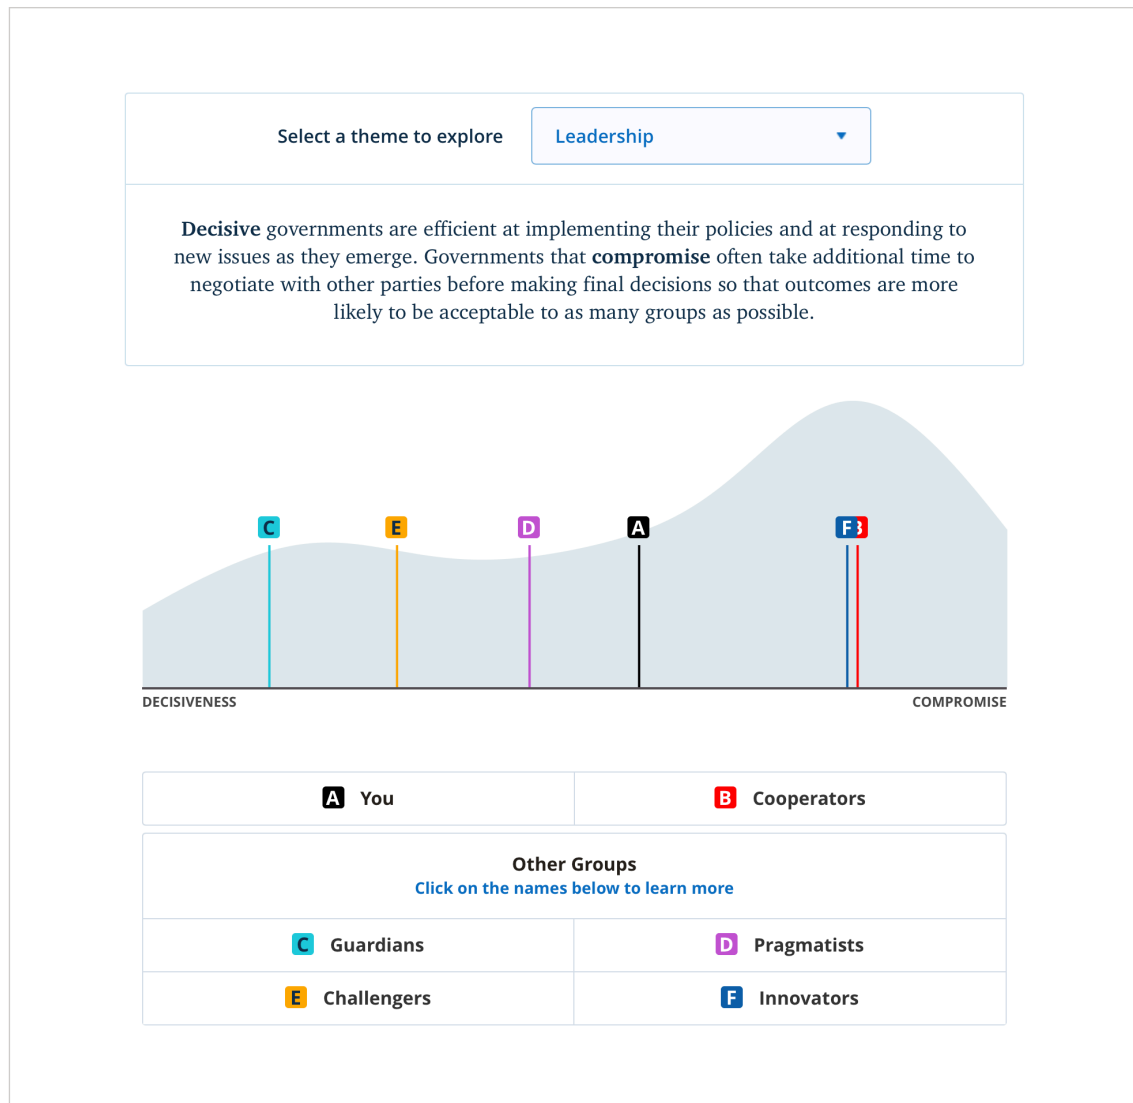 Select a theme to explore
Leadership
Decisive governments are efficient at implementing their policies and at responding to
new issues as they emerge. Governments that compromise often take additional time to
negotiate with other parties before making final decisions so that outcomes are more
likely to be acceptable to as many groups as possible.
C E D A F B
DECISIVENESS COMPROMISE
A You B Cooperators
Other Groups
Click on the names below to learn more
C Guardians D Pragmatists
E Challengers F Innovators